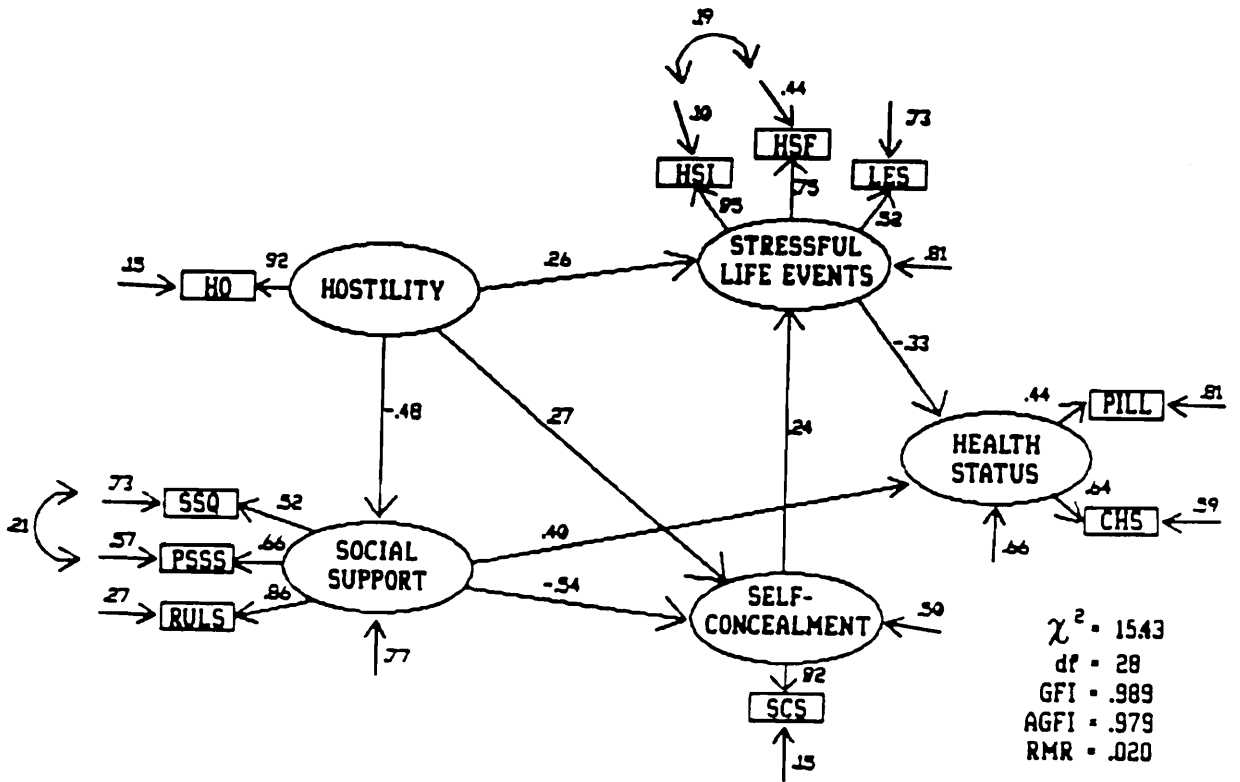 .19
.44
.10
.73
HSF
HSI
LES
.75
.95
.52
STRESSFUL
LIFE EVENTS
.81
.26
.15
.92
HO
HOSTILITY
-.33
-.48
.27
.24
.44
PILL
.81
HEALTH
STATUS
.64
CHS
.59
.66
.73
SSQ
.52
.21
.57
PSSS
.66
SOCIAL
SUPPORT
.40
-.54
.27
RULS
.86
.77
SELF-
CONCEALMENT
.50
.92
SCS
.15
χ² = 15.43
df = 28
GFI = .989
AGFI = .979
RMR = .020